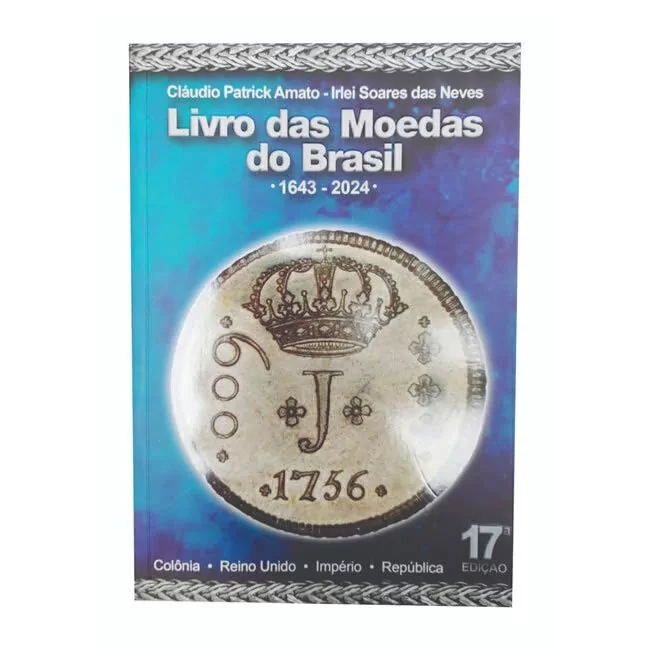 Cláudio Patrick Amato - Irlei Soares das Neves
Livro das Moedas
do Brasil
• 1643 - 2024 •
600
J
1756
17ª
EDIÇÃO
Colônia • Reino Unido • Império • República